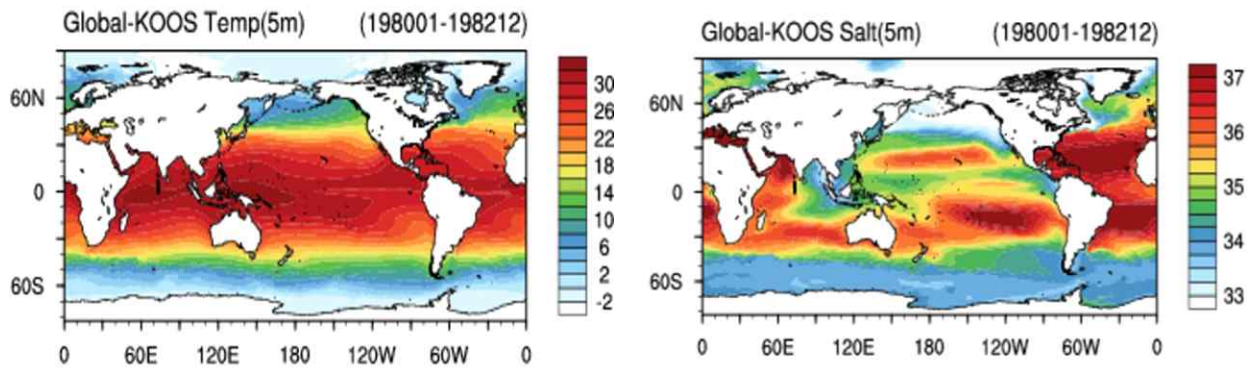 Global-KOOS Temp(5m) (198001-198212)
60N
0
60S
0 60E 120E 180 120W 60W 0
30
26
22
18
14
10
6
2
-2
Global-KOOS Salt(5m) (198001-198212)
60N
0
60S
0 60E 120E 180 120W 60W 0
37
36
35
34
33